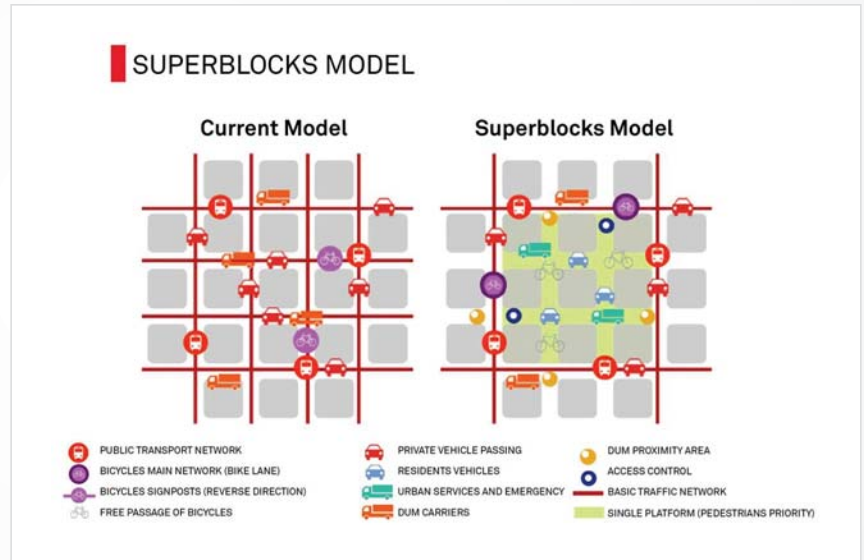 SUPERBLOCKS MODEL
Current Model
Superblocks Model
PUBLIC TRANSPORT NETWORK
BICYCLES MAIN NETWORK (BIKE LANE)
BICYCLES SIGNPOSTS (REVERSE DIRECTION)
FREE PASSAGE OF BICYCLES
PRIVATE VEHICLE PASSING
RESIDENTS VEHICLES
URBAN SERVICES AND EMERGENCY
DUM CARRIERS
DUM PROXIMITY AREA
ACCESS CONTROL
BASIC TRAFFIC NETWORK
SINGLE PLATFORM (PEDESTRIANS PRIORITY)